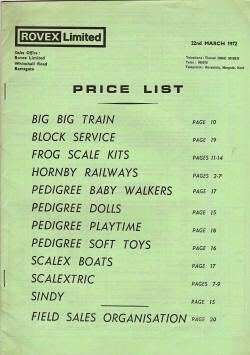 ROVEX Limited
22nd MARCH 1972
Sales Office :
Rovex Limited
Whitehall Road
Ramsgate
PRICE LIST
BIG BIG TRAIN PAGE 10
BLOCK SERVICE PAGE 19
FROG SCALE KITS PAGES 11-14
HORNBY RAILWAYS PAGES 2-7
PEDIGREE BABY WALKERS PAGE 17
PEDIGREE DOLLS PAGE 15
PEDIGREE PLAYTIME PAGE 18
PEDIGREE SOFT TOYS PAGE 16
SCALEX BOATS PAGE 17
SCALEXTRIC PAGES 7-9
SINDY PAGE 15
FIELD SALES ORGANISATION PAGE 20